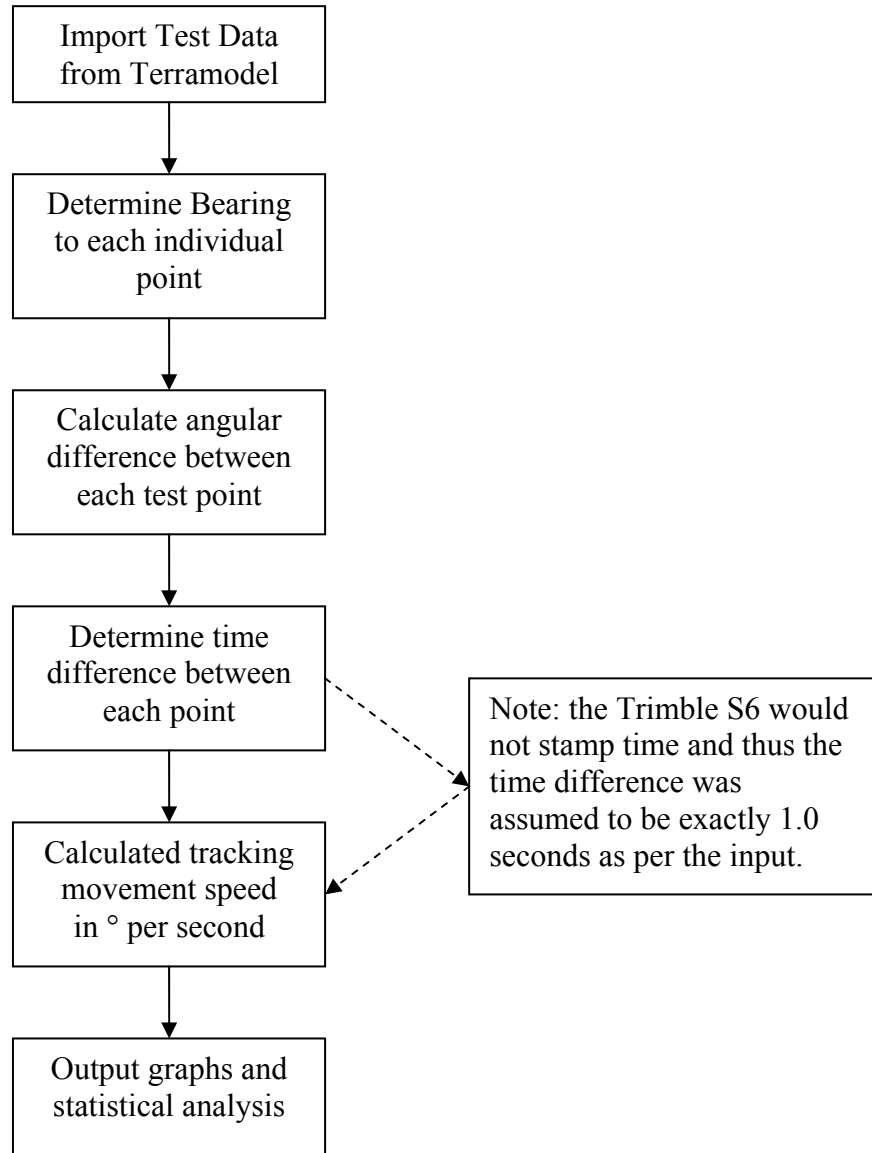 Import Test Data
from Terramodel
Determine Bearing
to each individual
point
Calculate angular
difference between
each test point
Determine time
difference between
each point
Note: the Trimble S6 would
not stamp time and thus the
time difference was
assumed to be exactly 1.0
seconds as per the input.
Calculated tracking
movement speed
in ° per second
Output graphs and
statistical analysis